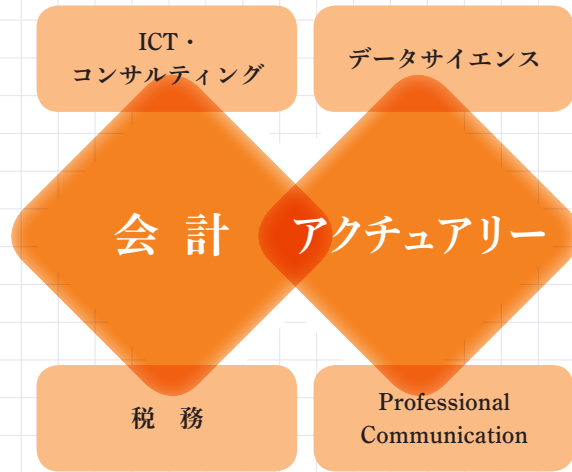 ICT・
コンサルティング
データサイエンス
会 計
アクチュアリー
税 務
Professional
Communication